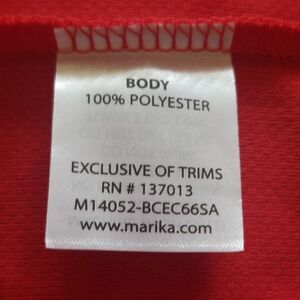 BODY
100% POLYESTER
EXCLUSIVE OF TRIMS
RN # 137013
M14052-BCEC66SA
www.marika.com